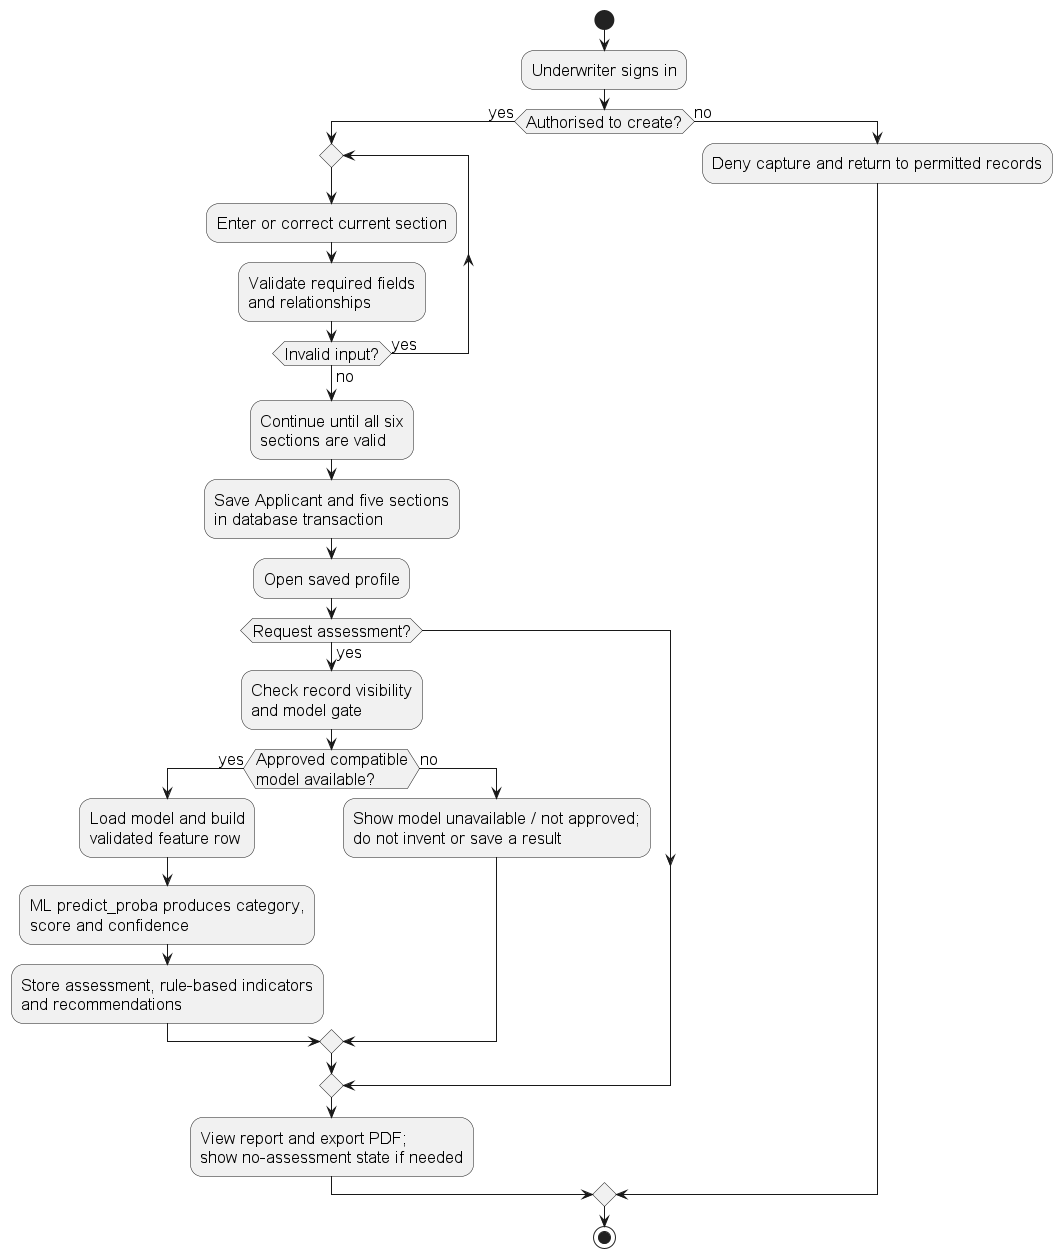 Underwriter signs in
yes
Authorised to create?
no
Deny capture and return to permitted records
Enter or correct current section
Validate required fields
and relationships
Invalid input?
yes
no
Continue until all six
sections are valid
Save Applicant and five sections
in database transaction
Open saved profile
Request assessment?
yes
Check record visibility
and model gate
yes
Approved compatible
model available?
no
Load model and build
validated feature row
Show model unavailable / not approved;
do not invent or save a result
ML predict_proba produces category,
score and confidence
Store assessment, rule-based indicators
and recommendations
View report and export PDF;
show no-assessment state if needed